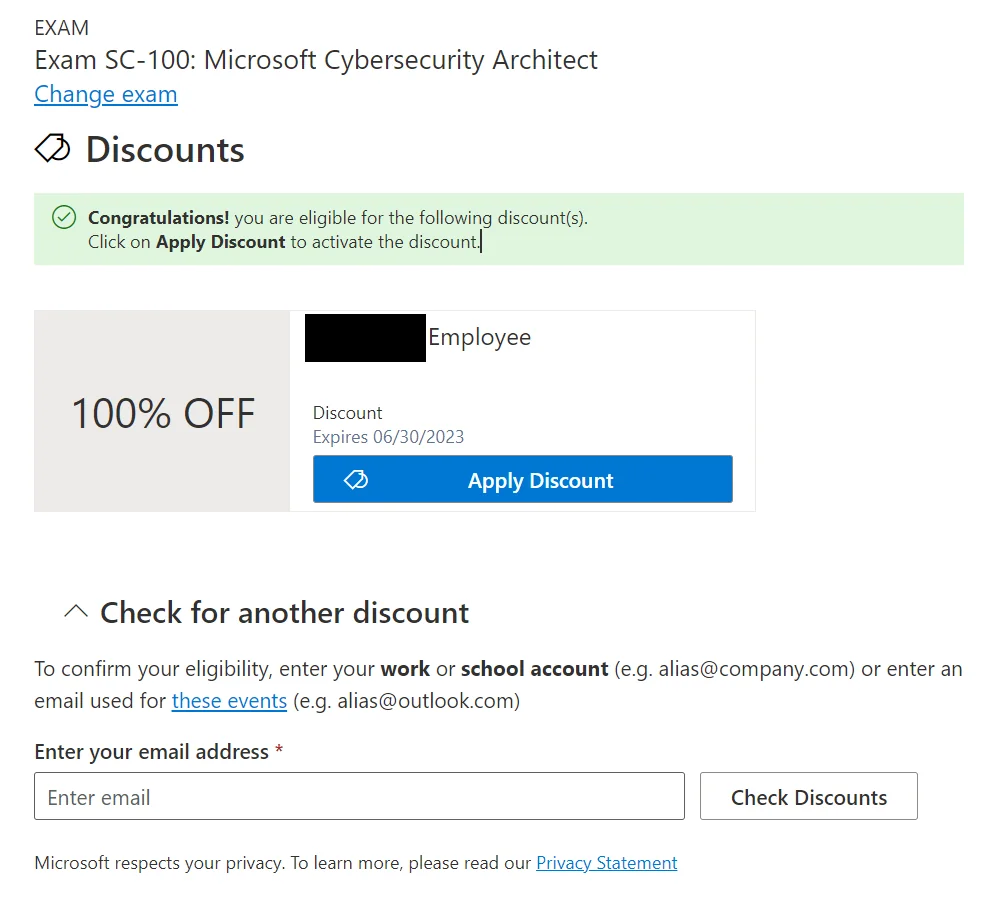 EXAM
Exam SC-100: Microsoft Cybersecurity Architect
Change exam
Discounts
Congratulations! you are eligible for the following discount(s).
Click on Apply Discount to activate the discount.
100% OFF
Employee
Discount
Expires 06/30/2023
Apply Discount
Check for another discount
To confirm your eligibility, enter your work or school account (e.g. alias@company.com) or enter an
email used for these events (e.g. alias@outlook.com)
Enter your email address *
Enter email
Check Discounts
Microsoft respects your privacy. To learn more, please read our Privacy Statement